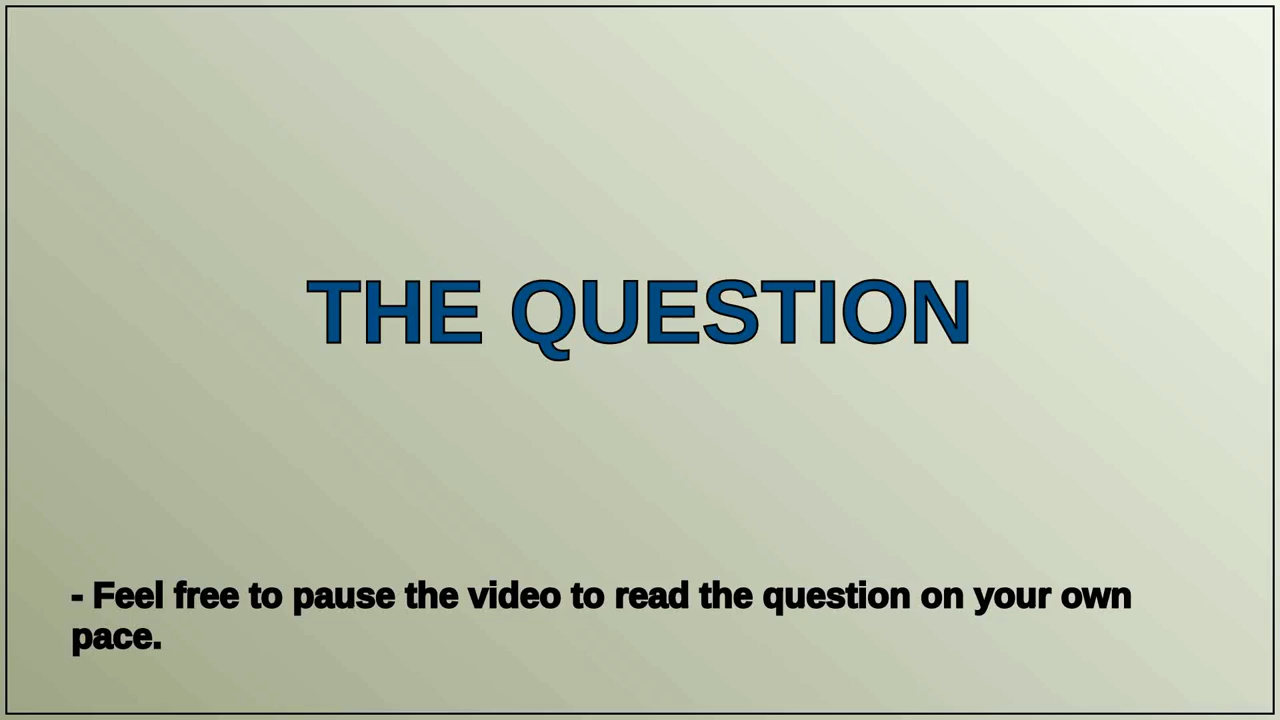 THE QUESTION
- Feel free to pause the video to read the question on your own
pace.